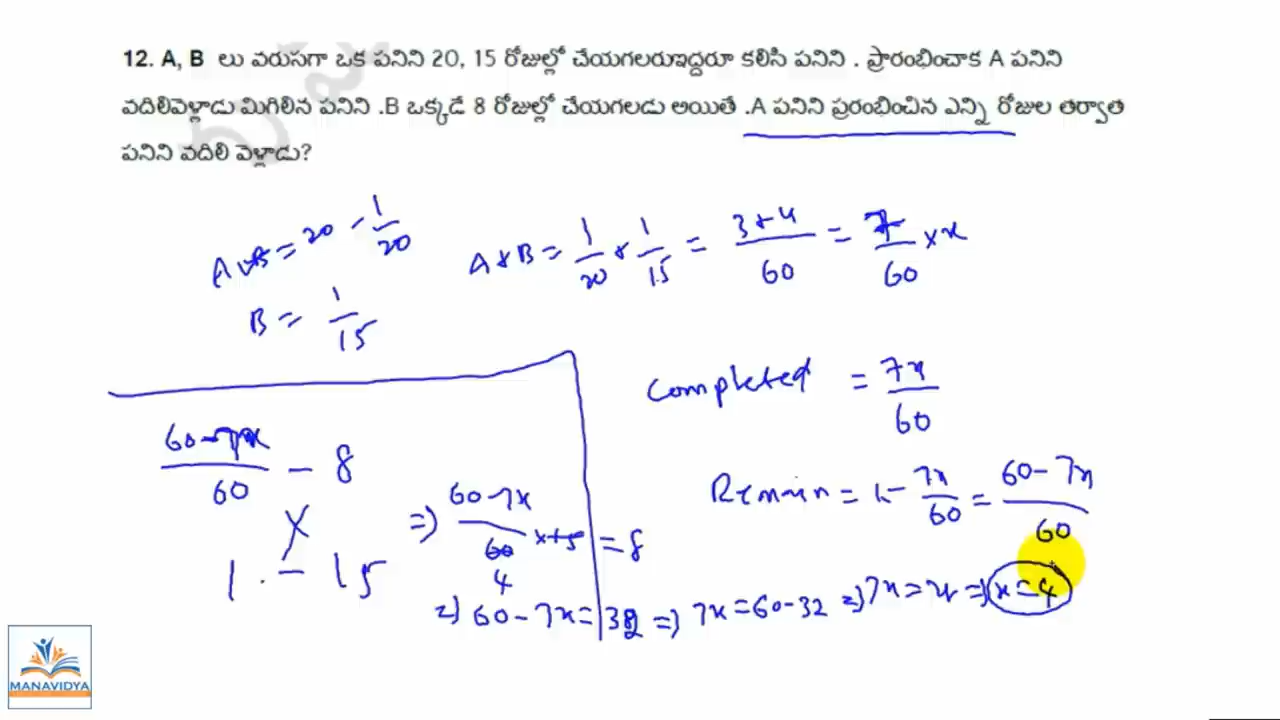 12. A, B లు వరుసగా ఒక పనిని 20, 15 రోజుల్లో చేయగలరుఇద్దరూ కలిసి పనిని . ప్రారంభించాక A పనిని
వదిలివెళ్లాడు మిగిలిన పనిని .B ఒక్కడే 8 రోజుల్లో చేయగలడు అయితే .A పనిని ప్రరంభించిన ఎన్ని రోజుల తర్వాత
పనిని వదిలి వెళ్లాడు?
= 20 - 1/20
B = 1/15
A + B = 1/20 + 1/15 = 3+4/60 = 7/60 × x
Completed = 7x/60
Remain = 1 - 7x/60 = 60-7x/60
60-7x/60 - 8
1 - 15
=> 60-7x/60 × 15 = 8
4
=> 60-7x = 32 => 7x = 60-32 => 7x = => x = 4
MANAVIDYA